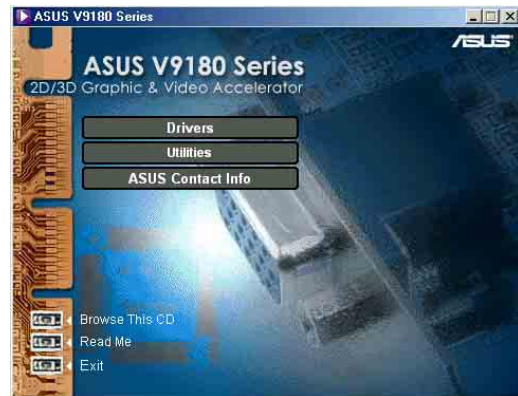 ASUS V9180 Series
ASUS
ASUS V9180 Series
2D/3D Graphic & Video Accelerator
Drivers
Utilities
ASUS Contact Info
Browse This CD
Read Me
Exit